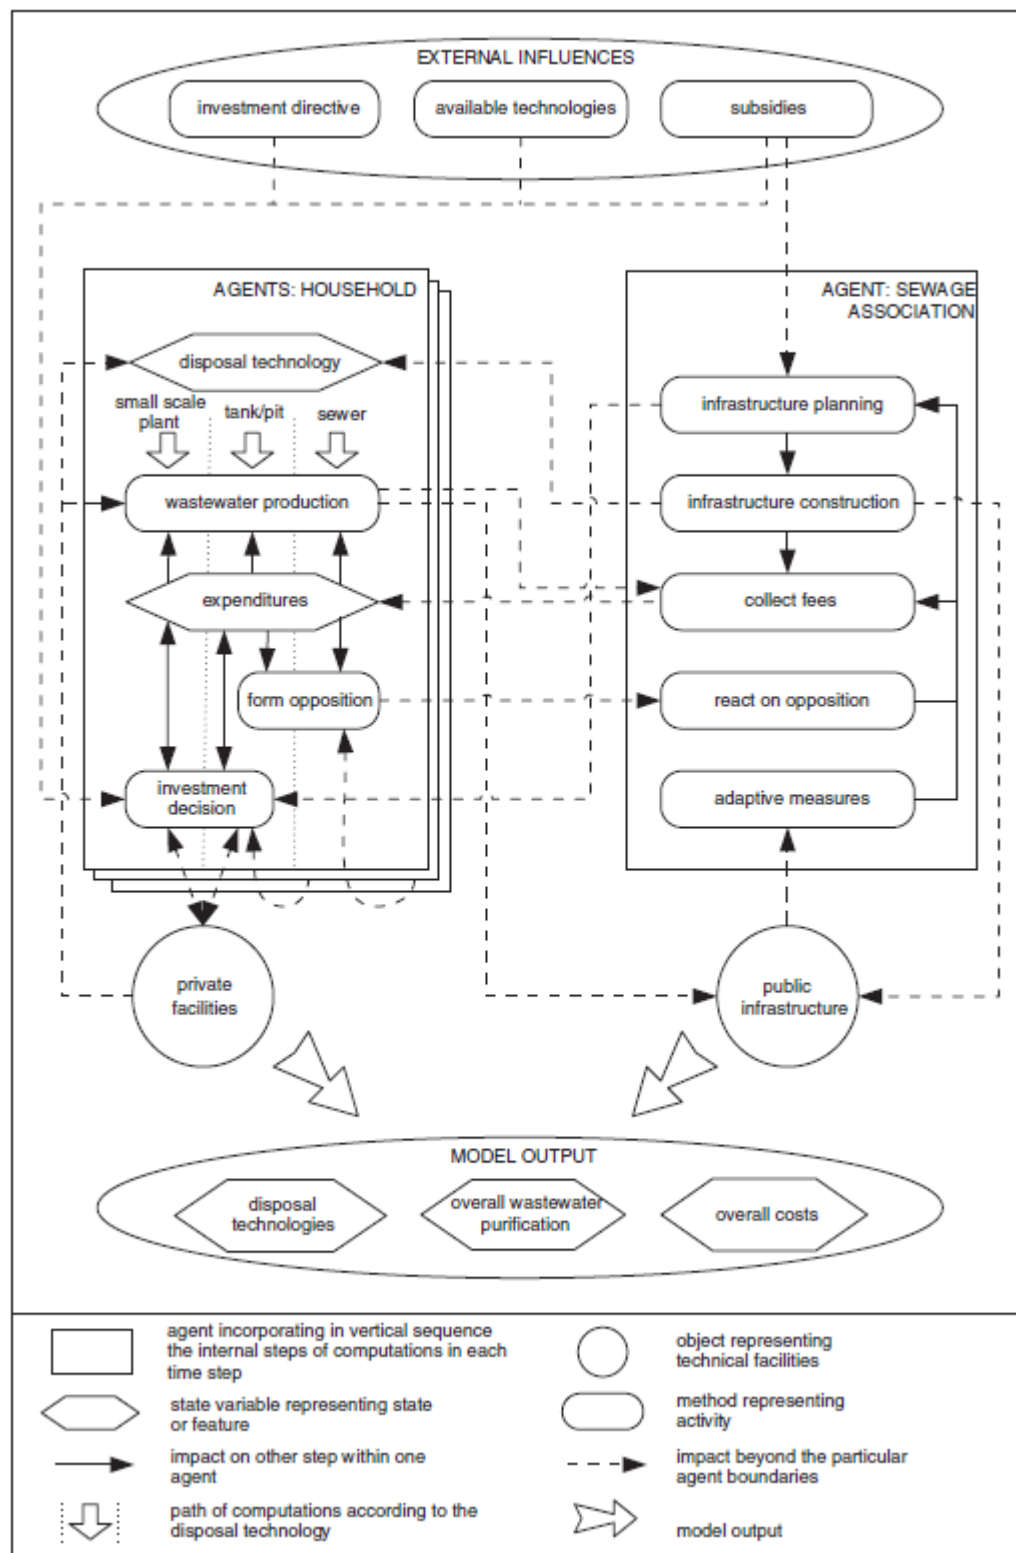 EXTERNAL INFLUENCES
investment directive
available technologies
subsidies
AGENTS: HOUSEHOLD
AGENT: SEWAGE
ASSOCIATION
disposal technology
small scale
plant
tank/pit
sewer
wastewater production
expenditures
form opposition
investment
decision
infrastructure planning
infrastructure construction
collect fees
react on opposition
adaptive measures
private
facilities
public
infrastructure
MODEL OUTPUT
disposal
technologies
overall wastewater
purification
overall costs
agent incorporating in vertical sequence
the internal steps of computations in each
time step
object representing
technical facilities
state variable representing state
or feature
method representing
activity
impact on other step within one
agent
impact beyond the particular
agent boundaries
path of computations according to the
disposal technology
model output